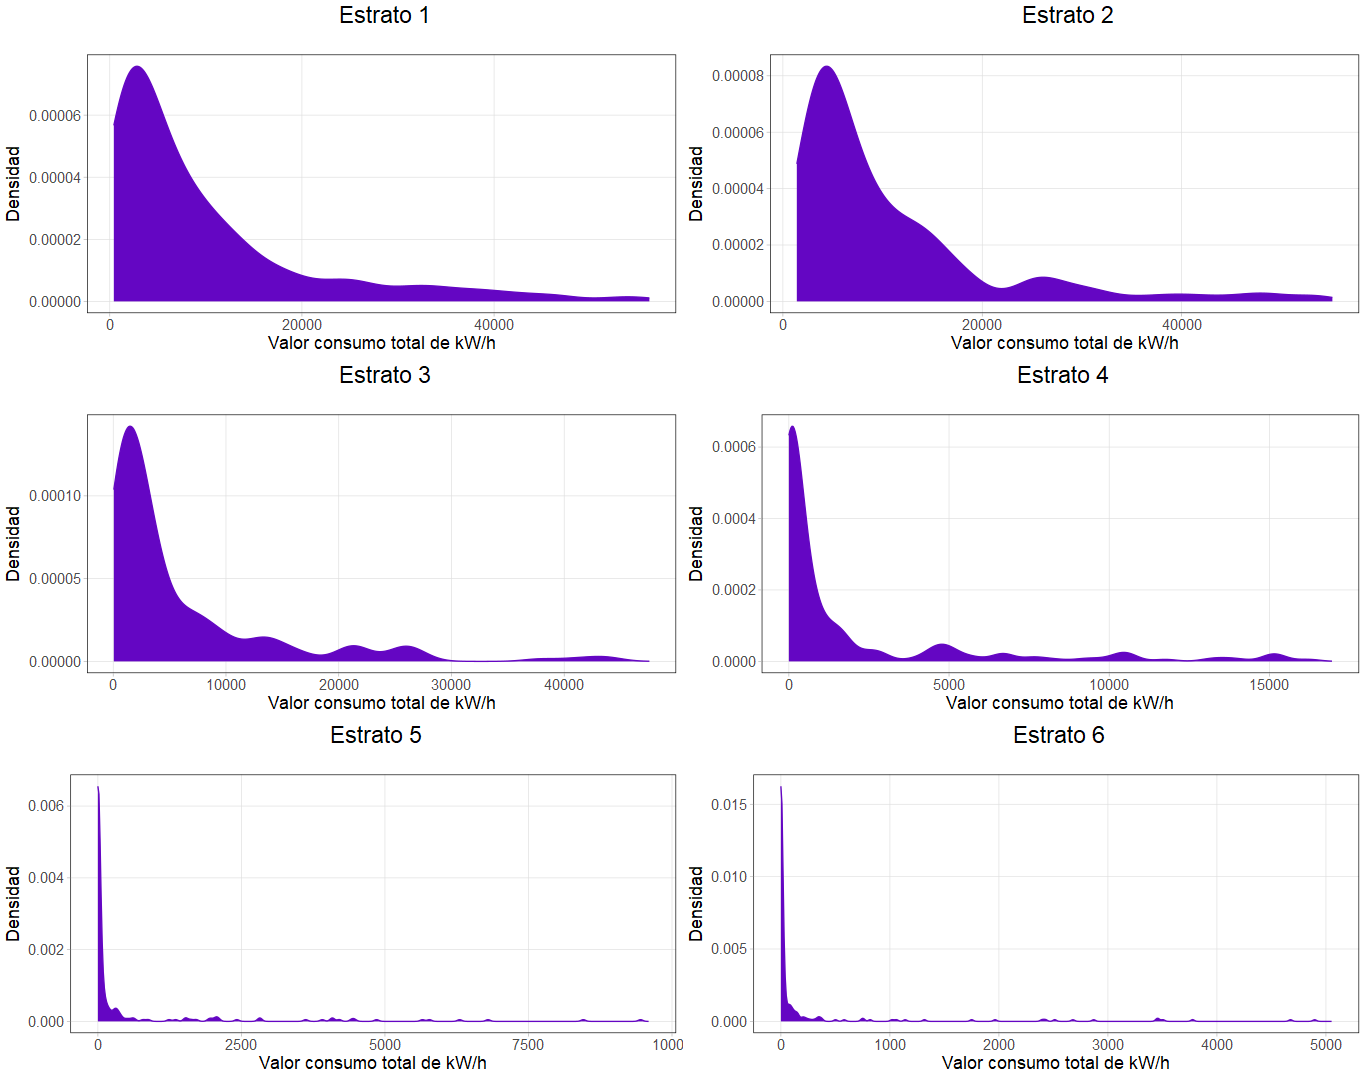 Estrato 1
Densidad
0.00006
0.00004
0.00002
0.00000
0 20000 40000
Valor consumo total de kW/h
Estrato 2
Densidad
0.00008
0.00006
0.00004
0.00002
0.00000
0 20000 40000
Valor consumo total de kW/h
Estrato 3
Densidad
0.00010
0.00005
0.00000
0 10000 20000 30000 40000
Valor consumo total de kW/h
Estrato 4
Densidad
0.0006
0.0004
0.0002
0.0000
0 5000 10000 15000
Valor consumo total de kW/h
Estrato 5
Densidad
0.006
0.004
0.002
0.000
0 2500 5000 7500 1000
Valor consumo total de kW/h
Estrato 6
Densidad
0.015
0.010
0.005
0.000
0 1000 2000 3000 4000 5000
Valor consumo total de kW/h